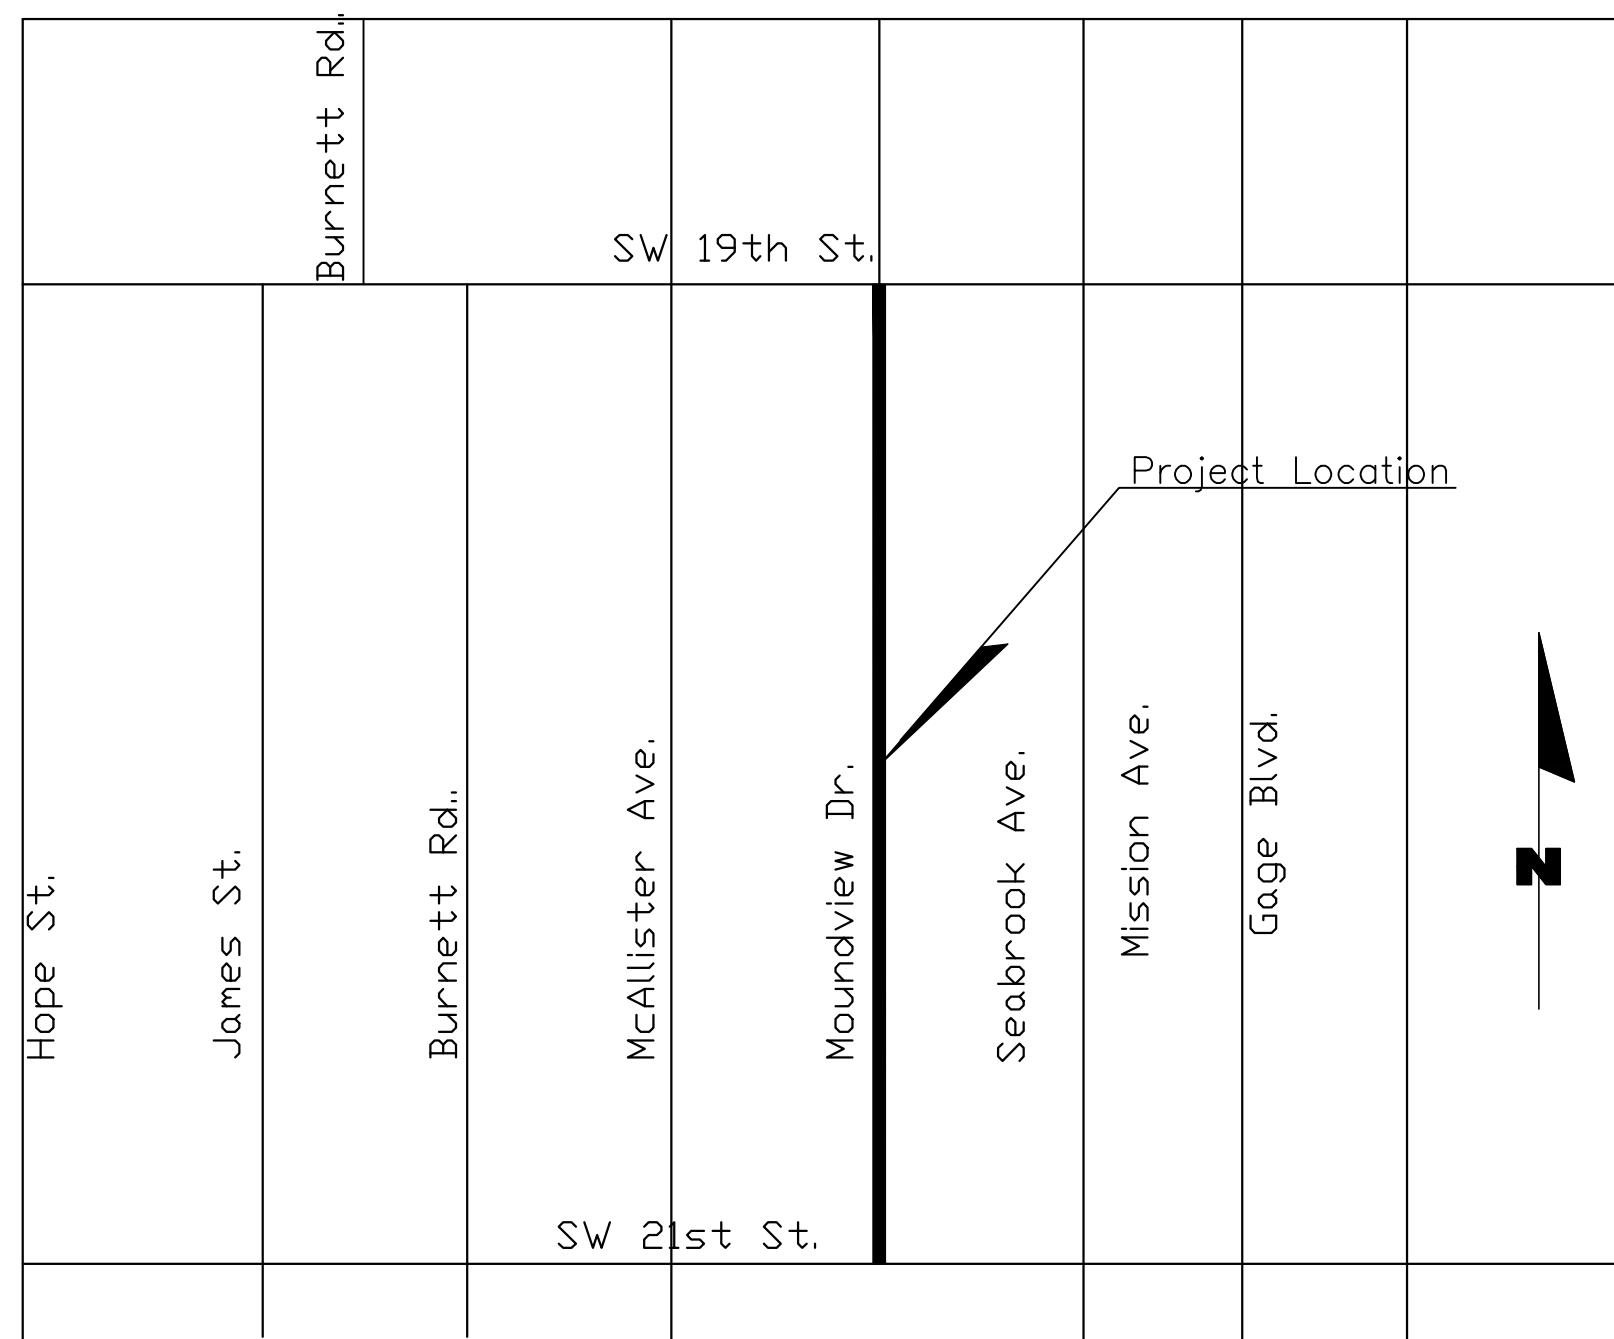 Burnett Rd..
SW 19th St.
Project Location
Hope St.
James St.
Burnett Rd..
McAllister Ave.
Moundview Dr.
Seabrook Ave.
Mission Ave.
Gage Blvd.
N
SW 21st St.